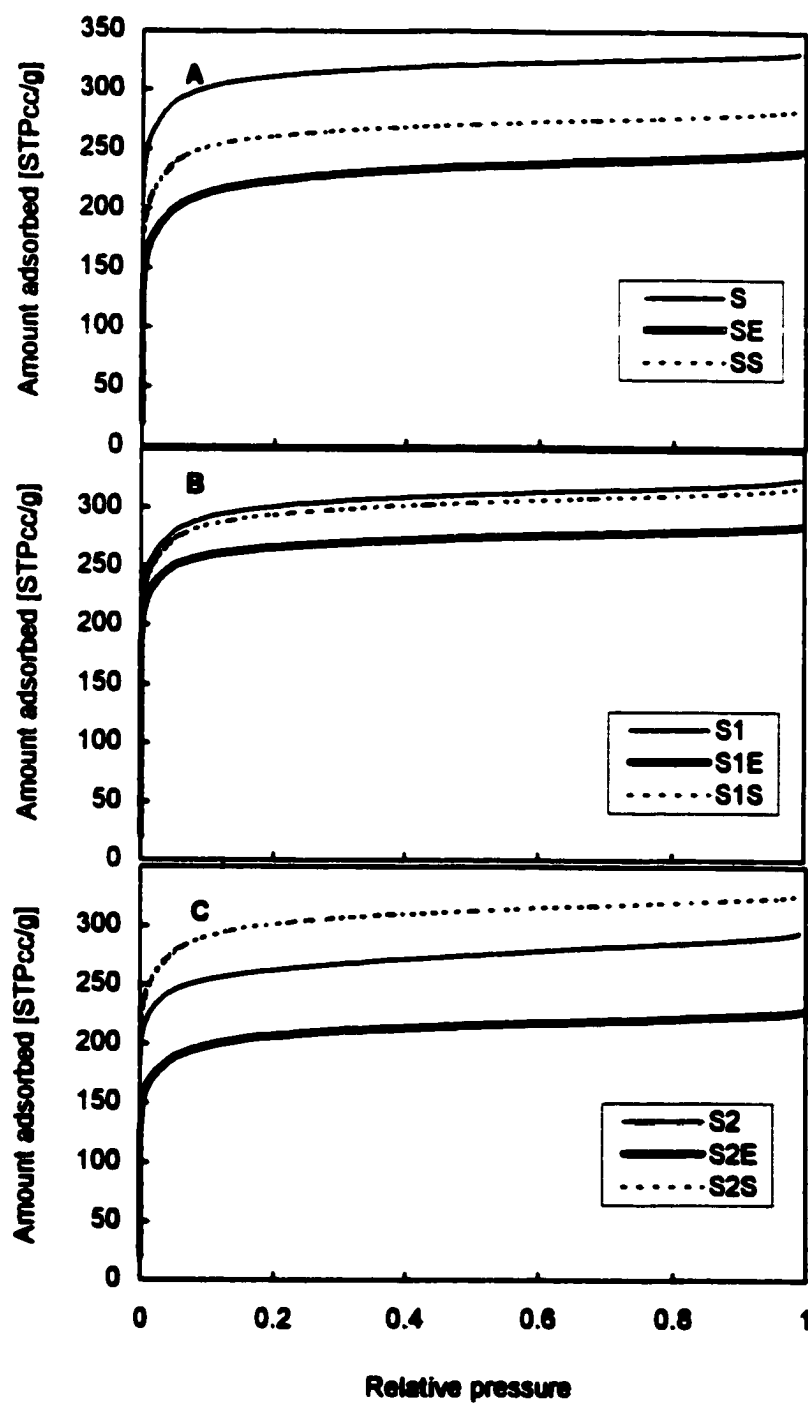 350
300
250
200
150
100
50
0
Amount adsorbed [STPcc/g]
A
S
SE
SS
300
250
200
150
100
50
0
Amount adsorbed [STPcc/g]
B
S1
S1E
S1S
300
250
200
150
100
50
0
Amount adsorbed [STPcc/g]
C
S2
S2E
S2S
0 0.2 0.4 0.6 0.8 1
Relative pressure